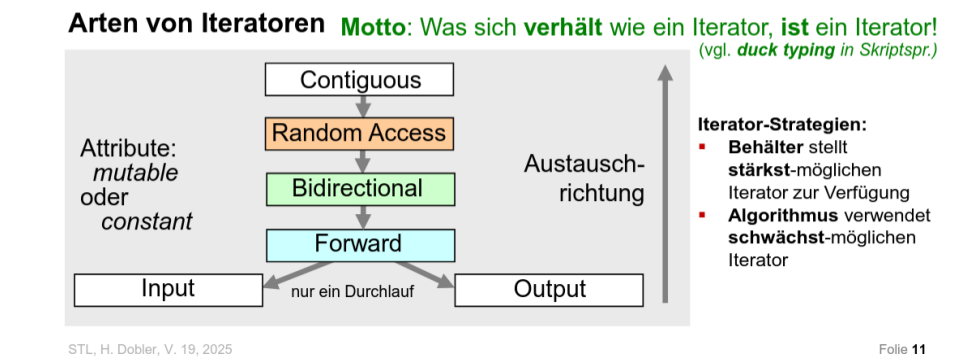 Arten von Iteratoren Motto: Was sich verhält wie ein Iterator, ist ein Iterator!
(vgl. duck typing in Skriptspr.)
Contiguous
Random Access
Bidirectional
Forward
Input
nur ein Durchlauf
Output
Attribute:
mutable
oder
constant
Austausch-
richtung
Iterator-Strategien:
▪ Behälter stellt
stärkst-möglichen
Iterator zur Verfügung
▪ Algorithmus verwendet
schwächst-möglichen
Iterator
STL, H. Dobler, V. 19, 2025
Folie 11